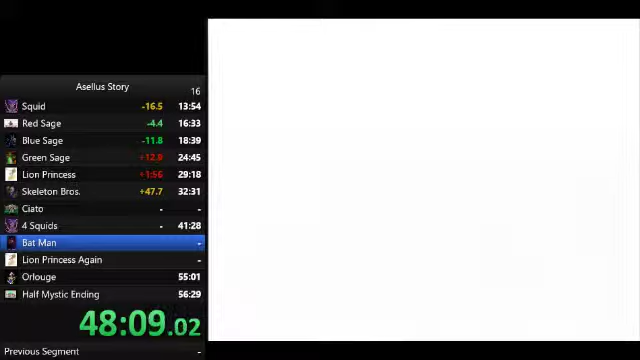 Asellus Story
16
Squid -16.5 13:54
Red Sage -4.4 16:33
Blue Sage -11.8 18:39
Green Sage +12.9 24:45
Lion Princess +1:56 29:18
Skeleton Bros. +47.7 32:31
Ciato - -
4 Squids - 41:28
Bat Man -
Lion Princess Again -
Orlouge 55:01
Half Mystic Ending 56:29
48:09.02
Previous Segment -